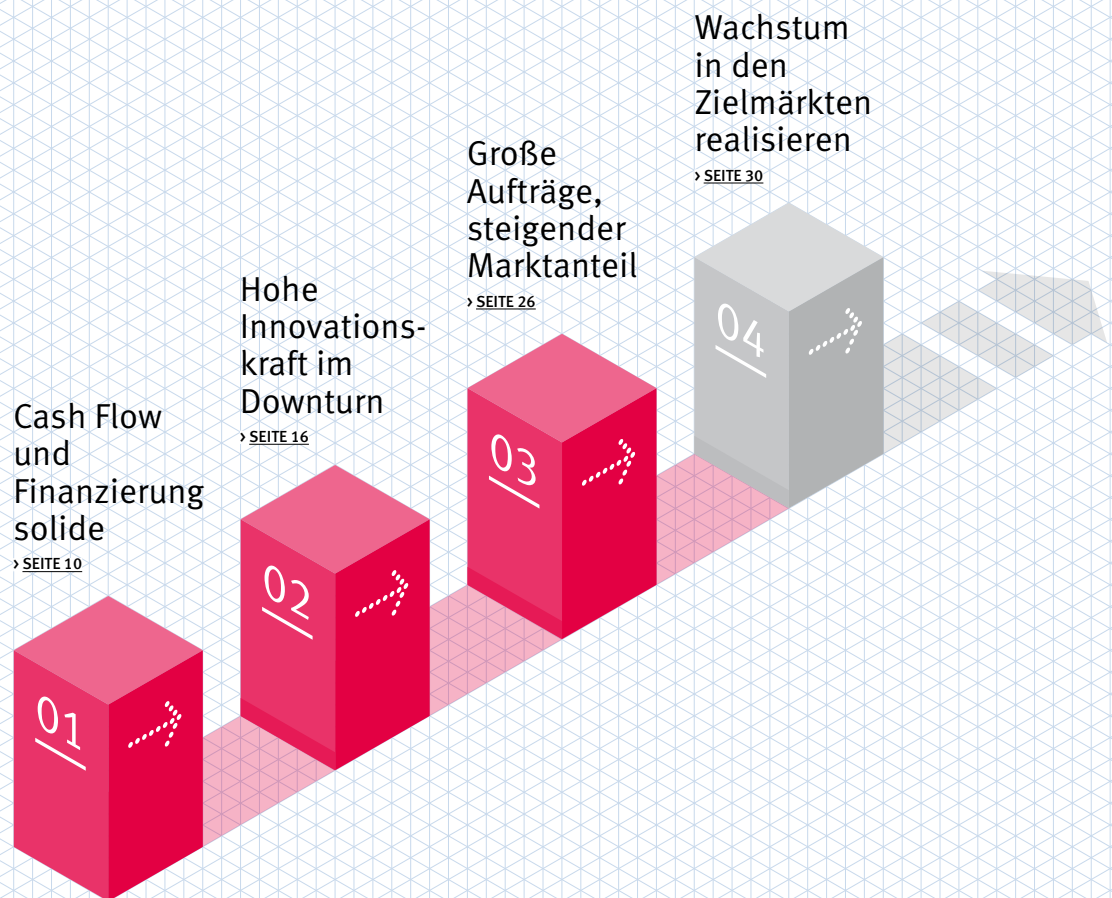 Cash Flow
und
Finanzierung
solide
› SEITE 10
01
Hohe
Innovations-
kraft im
Downturn
› SEITE 16
02
Große
Aufträge,
steigender
Marktanteil
› SEITE 26
03
Wachstum
in den
Zielmärkten
realisieren
› SEITE 30
04